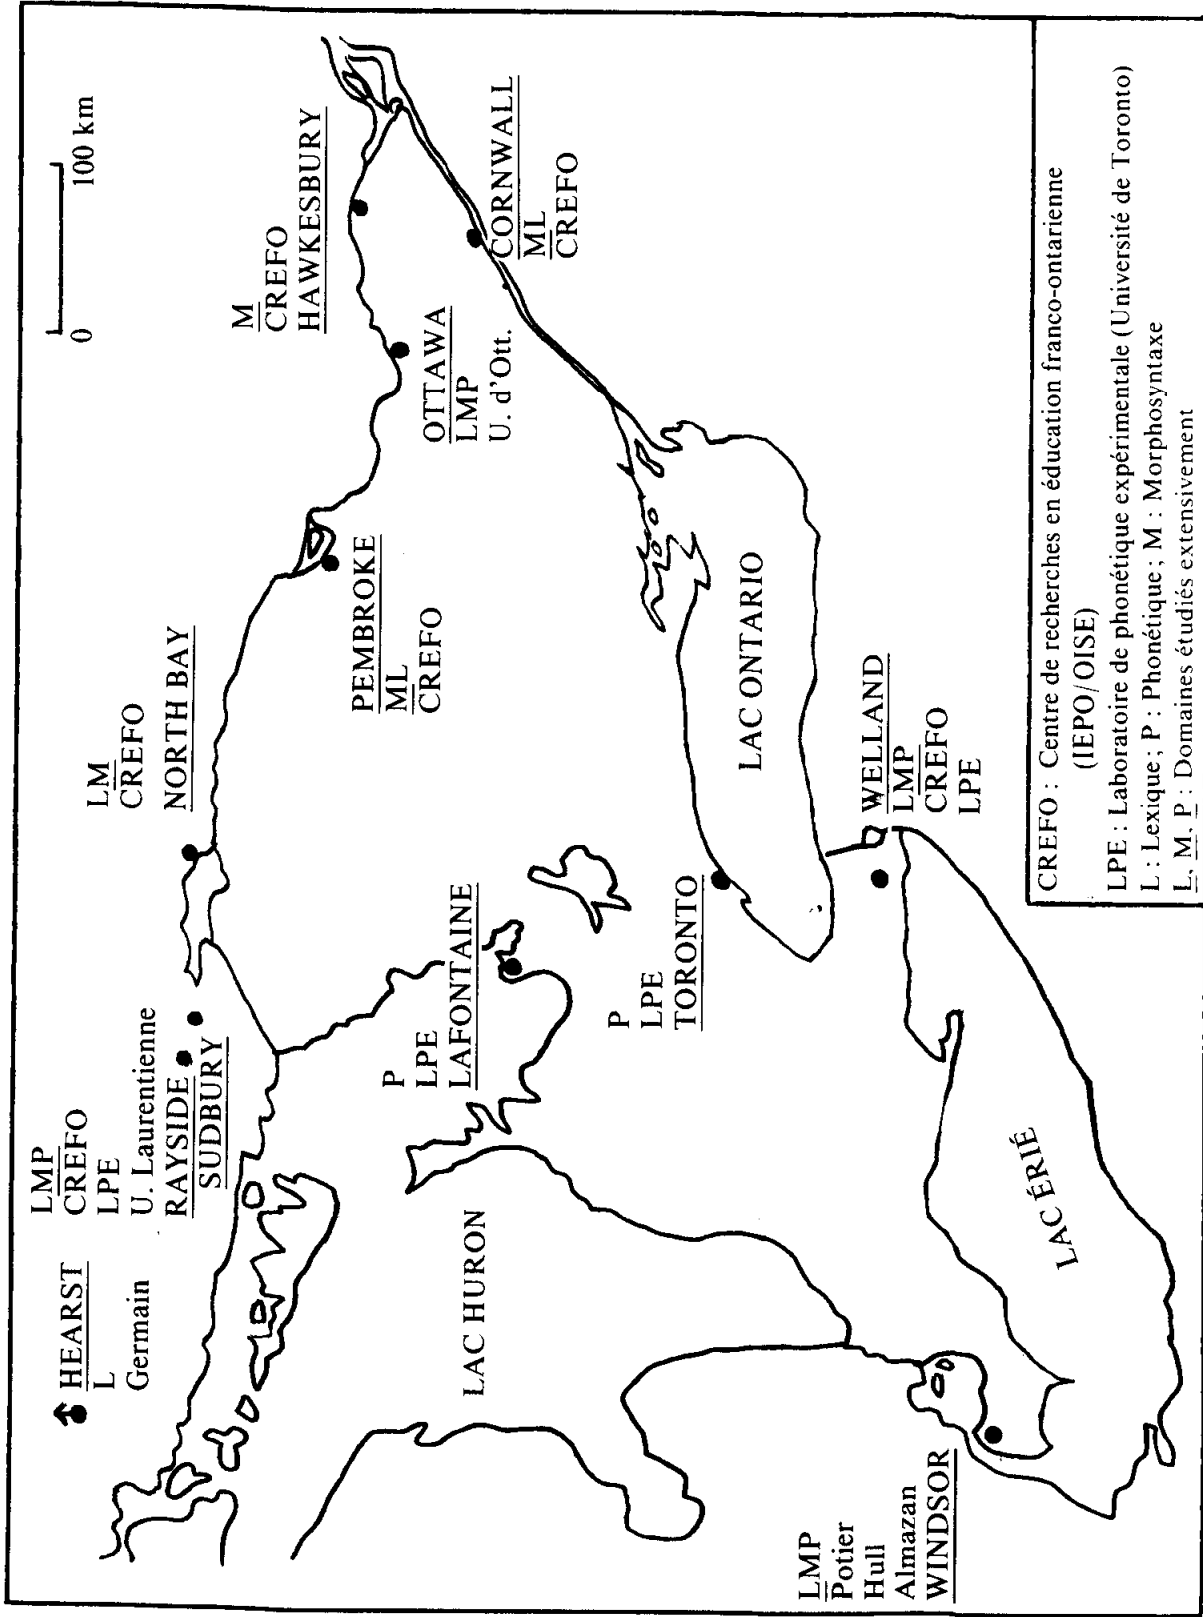 0 100 km
HEARST
L
Germain
LMP
CREFO
LPE
U. Laurentienne
RAYSIDE
SUDBURY
LM
CREFO
NORTH BAY
PEMBROKE
ML
CREFO
M
CREFO
HAWKESBURY
OTTAWA
LMP
U. d'Ott.
CORNWALL
ML
CREFO
P
LPE
LAFONTAINE
P
LPE
TORONTO
LAC HURON
LAC ONTARIO
WELLAND
LMP
CREFO
LPE
LAC ÉRIÉ
LMP
Potier
Hull
Almazan
WINDSOR
CREFO : Centre de recherches en éducation franco-ontarienne
(IEPO/OISE)
LPE : Laboratoire de phonétique expérimentale (Université de Toronto)
L : Lexique ; P : Phonétique ; M : Morphosyntaxe
L, M, P : Domaines étudiés extensivement